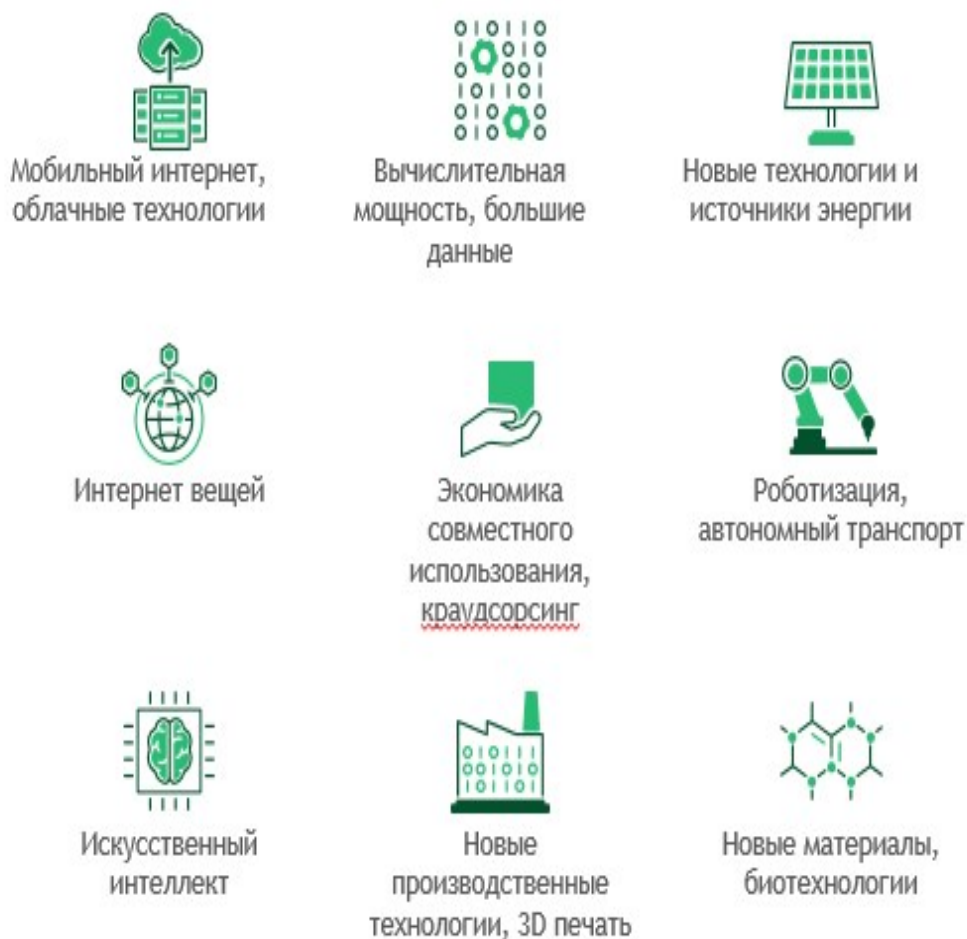 Мобильный интернет,
облачные технологии
Вычислительная
мощность, большие
данные
Новые технологии и
источники энергии
Интернет вещей
Экономика
совместного
использования,
краудсорсинг
Роботизация,
автономный транспорт
Искусственный
интеллект
Новые
производственные
технологии, 3D печать
Новые материалы,
биотехнологии